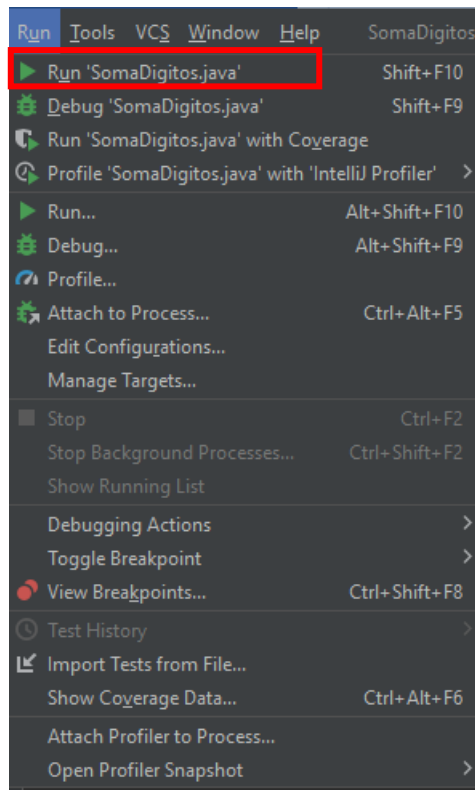 Run Tools VCS Window Help SomaDigitos
Run 'SomaDigitos.java' Shift+F10
Debug 'SomaDigitos.java' Shift+F9
Run 'SomaDigitos.java' with Coverage
Profile 'SomaDigitos.java' with 'IntelliJ Profiler'
Run... Alt+Shift+F10
Debug... Alt+Shift+F9
Profile...
Attach to Process... Ctrl+Alt+F5
Edit Configurations...
Manage Targets...
Stop Ctrl+F2
Stop Background Processes... Ctrl+Shift+F2
Show Running List
Debugging Actions
Toggle Breakpoint
View Breakpoints... Ctrl+Shift+F8
Test History
Import Tests from File...
Show Coverage Data... Ctrl+Alt+F6
Attach Profiler to Process...
Open Profiler Snapshot